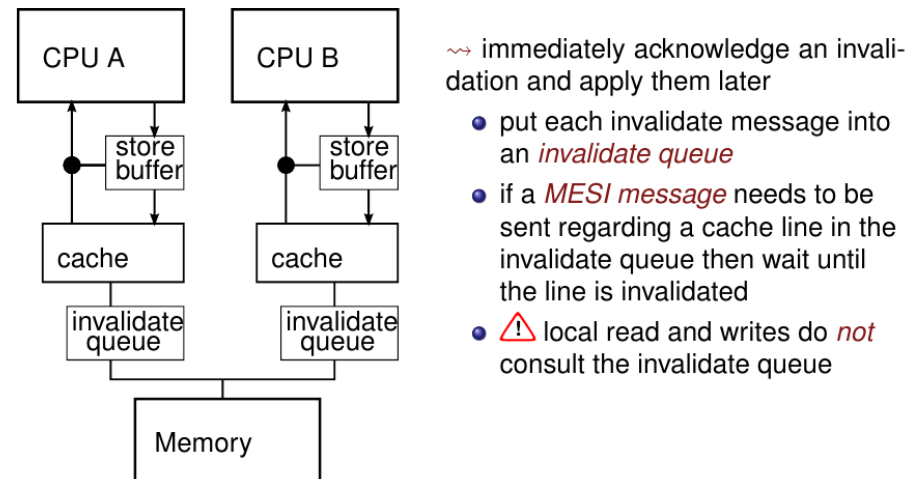 CPU A
CPU B
store
buffer
store
buffer
cache
cache
invalidate
queue
invalidate
queue
Memory
⇝ immediately acknowledge an invali-
dation and apply them later
put each invalidate message into
an invalidate queue
if a MESI message needs to be
sent regarding a cache line in the
invalidate queue then wait until
the line is invalidated
⚠ local read and writes do not
consult the invalidate queue